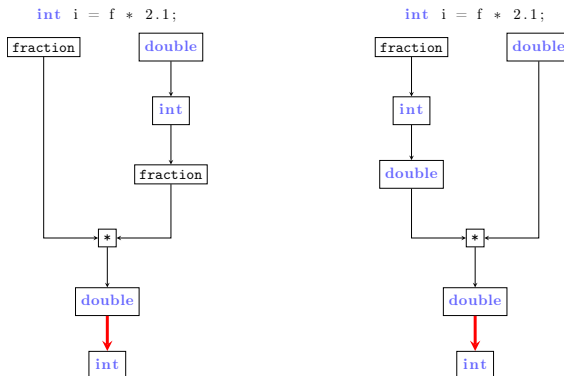 int i = f * 2.1;
fraction
double
int
fraction
*
double
int
int i = f * 2.1;
fraction
double
int
double
*
double
int